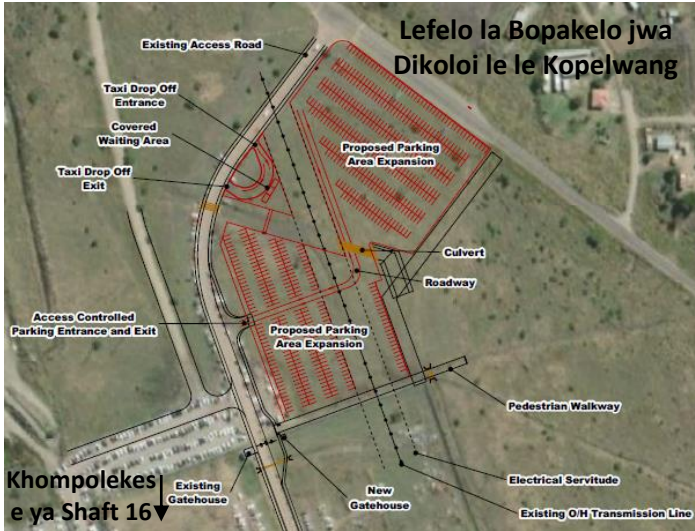 Lefelo la Bopakelo jwa
Dikoloi le le Kopelwang
Existing Access Road
Taxi Drop Off
Entrance
Covered
Waiting Area
Taxi Drop Off
Exit
Proposed Parking
Area Expansion
Culvert
Roadway
Access Controlled
Parking Entrance and Exit
Proposed Parking
Area Expansion
Pedestrian Walkway
Electrical Servitude
Existing O/H Transmission Line
New
Gatehouse
Existing
Gatehouse
Khompolekes
e ya Shaft 16